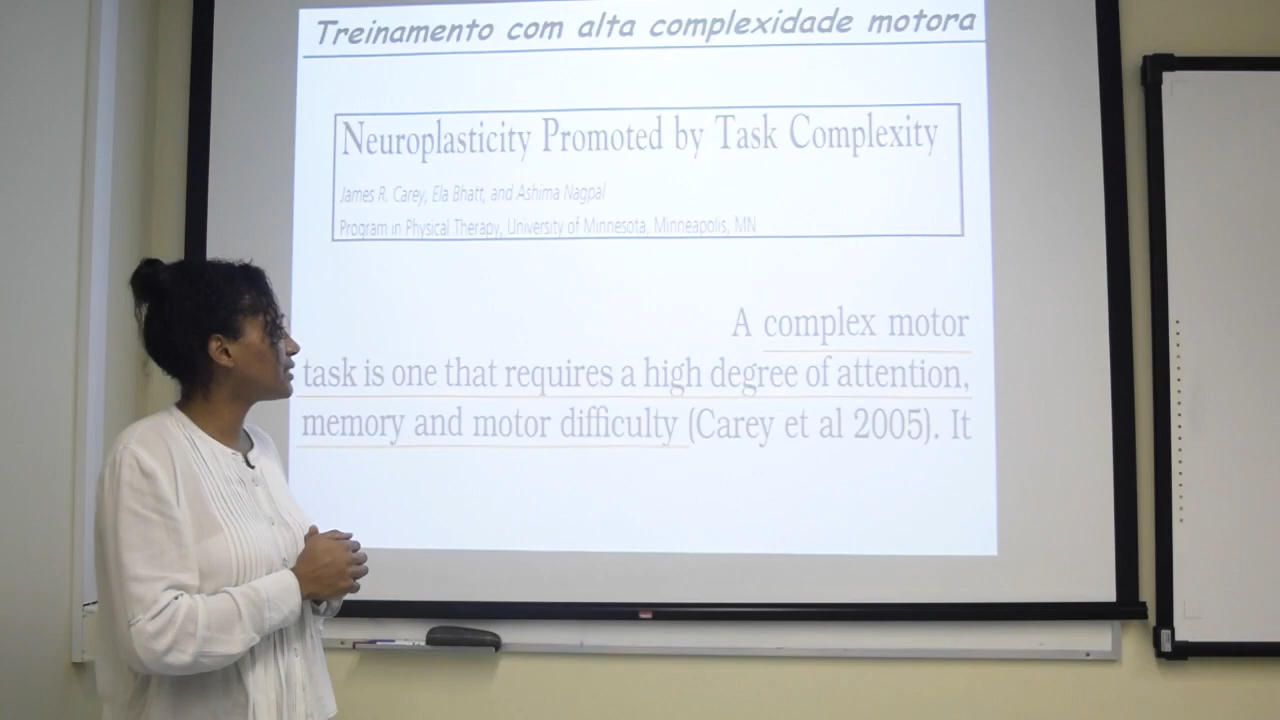 Treinamento com alta complexidade motora
Neuroplasticity Promoted by Task Complexity
James R. Carey, Ela Bhatt, and Ashima Nagpal
Program in Physical Therapy, University of Minnesota, Minneapolis, MN
A complex motor
task is one that requires a high degree of attention,
memory and motor difficulty (Carey et al 2005). It